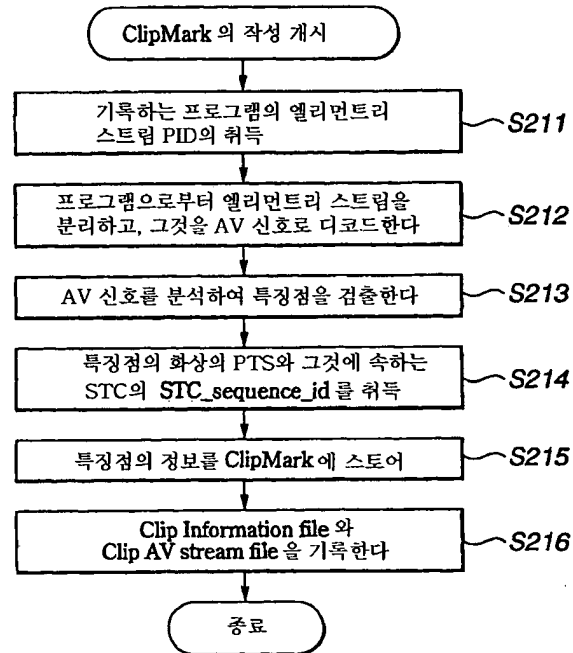 ClipMark 의 작성 개시
기록하는 프로그램의 엘리먼트리
스트림 PID의 취득
S211
프로그램으로부터 엘리먼트리 스트림을
분리하고, 그것을 AV 신호로 디코드한다
S212
AV 신호를 분석하여 특징점을 검출한다
S213
특징점의 화상의 PTS와 그것에 속하는
STC의 STC_sequence_id 를 취득
S214
특징점의 정보를 ClipMark 에 스토어
S215
Clip Information file 와
Clip AV stream file 을 기록한다
S216
종료